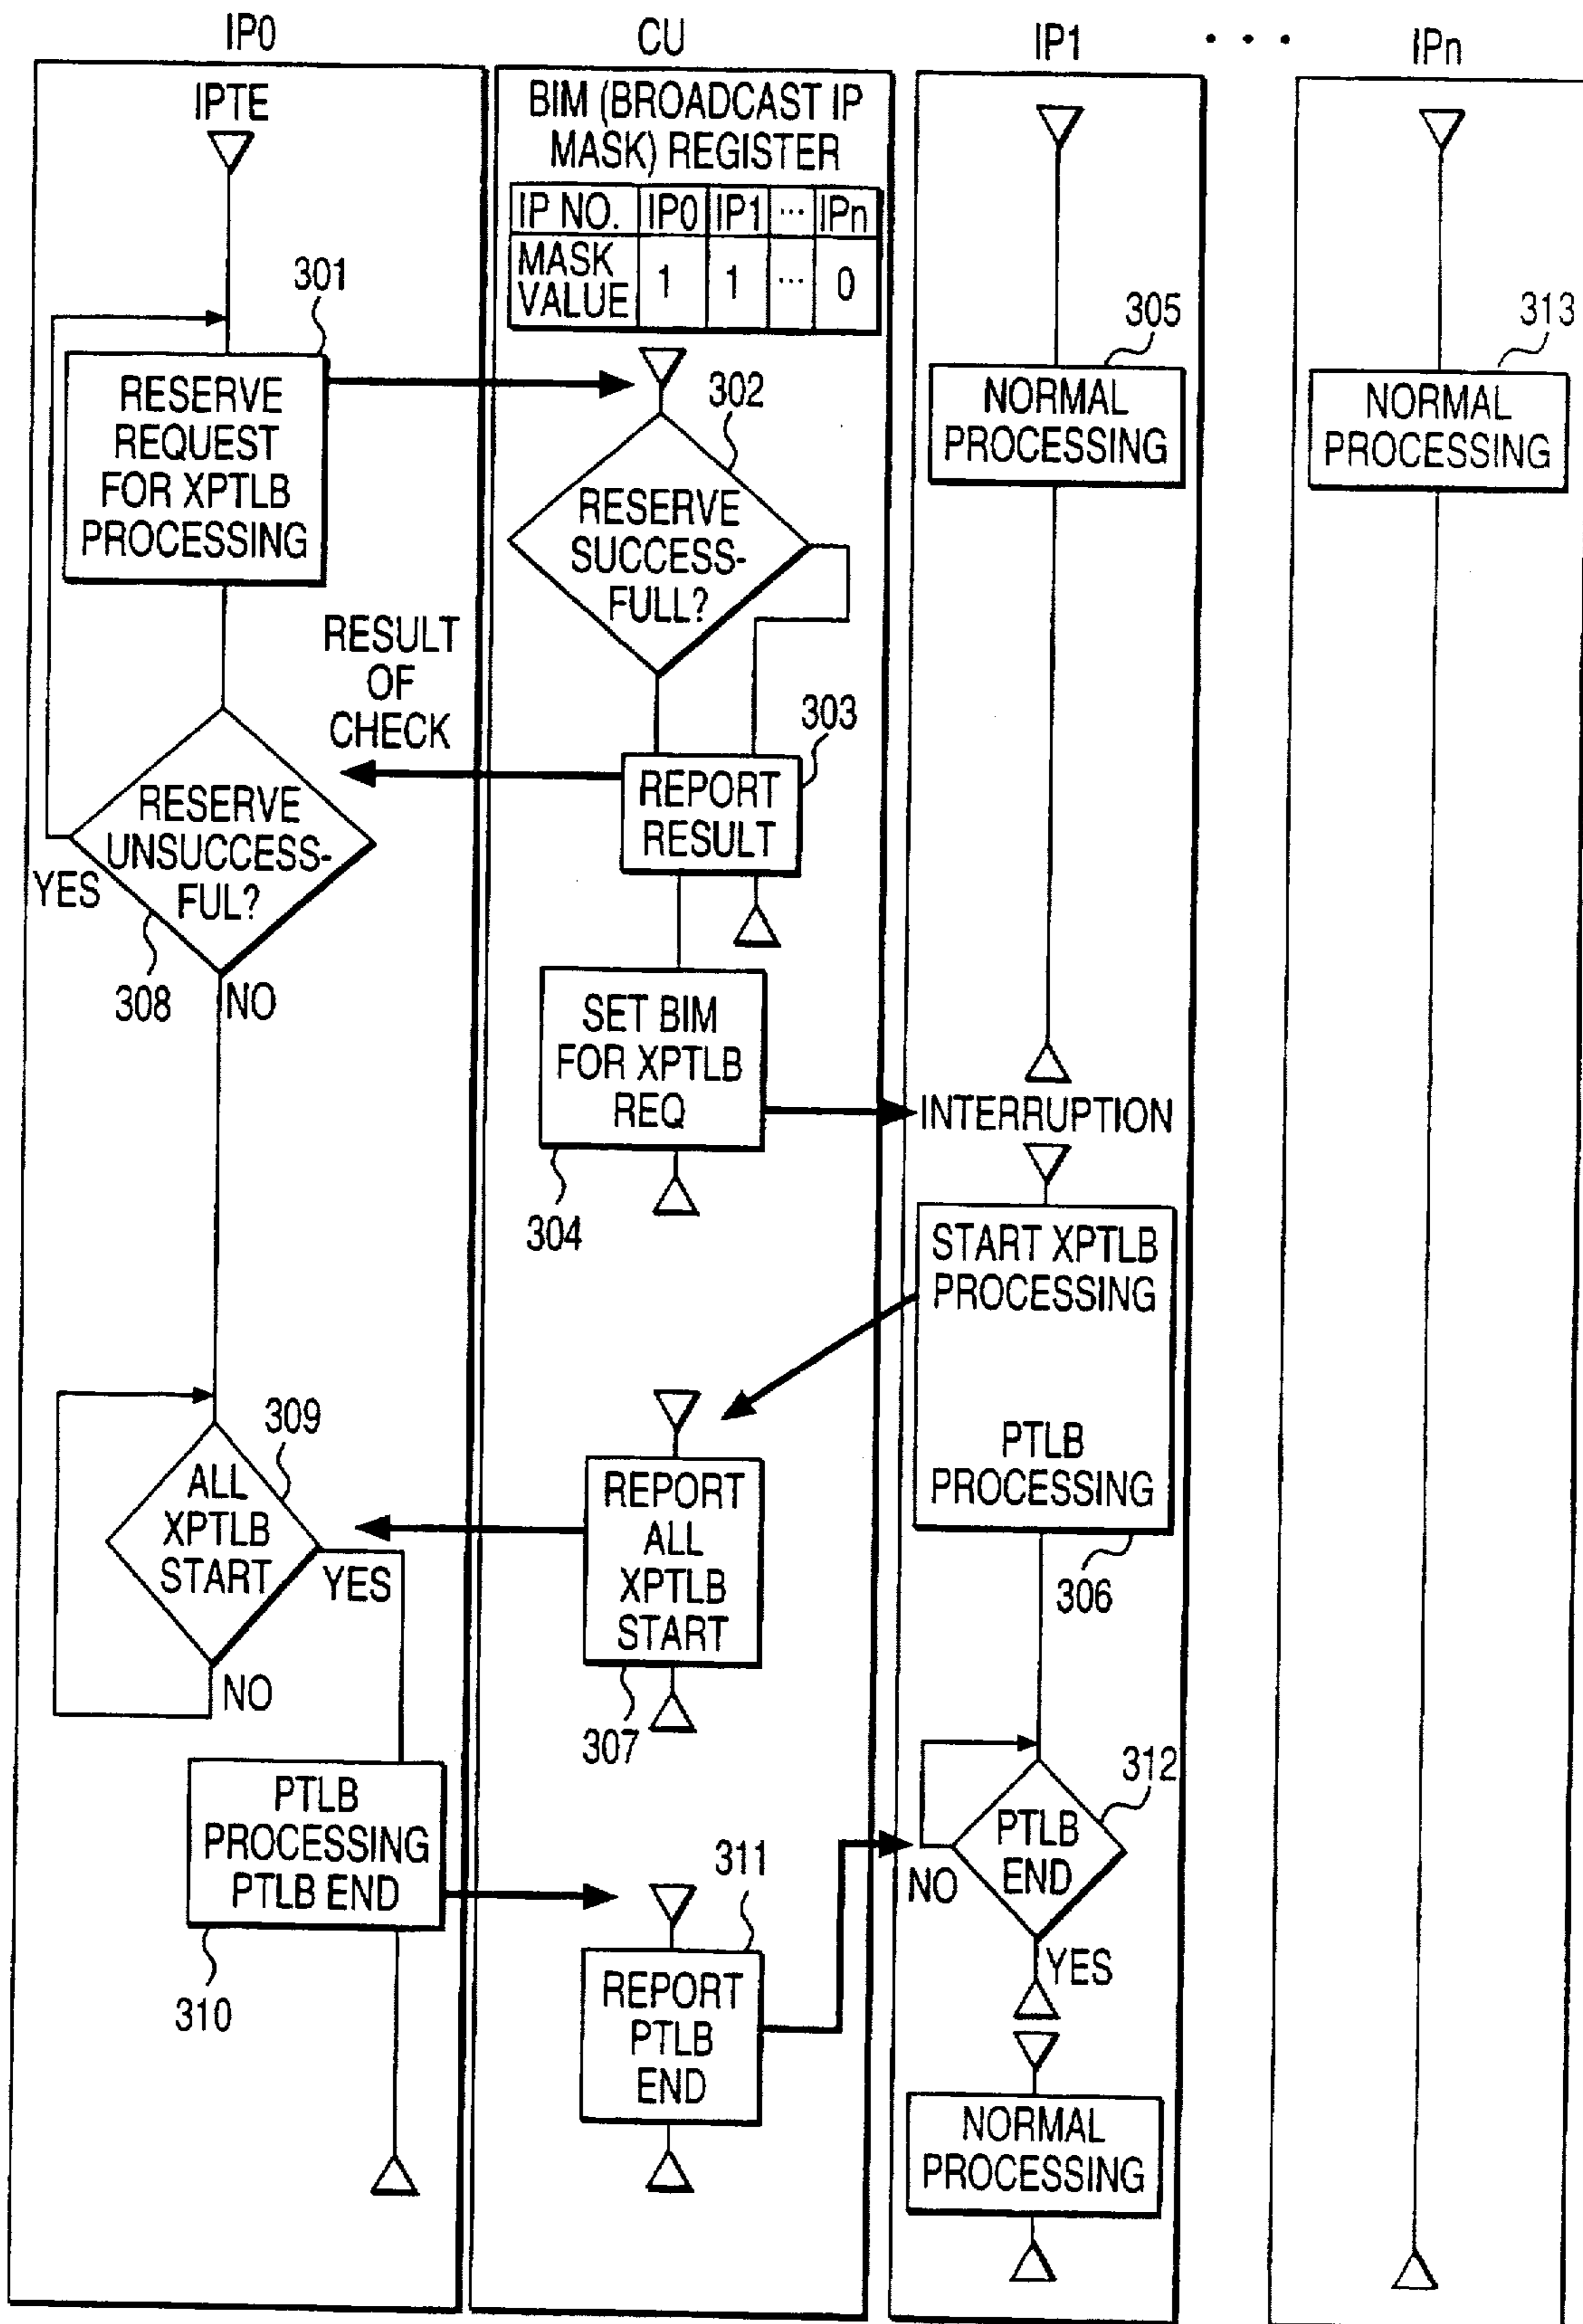 IP0
CU
IP1
• • •
IPn
IPTE
301
RESERVE
REQUEST
FOR XPTLB
PROCESSING
RESULT
OF
CHECK
RESERVE
UNSUCCESS-
FUL?
YES
308
NO
309
ALL
XPTLB
START
YES
NO
PTLB
PROCESSING
PTLB END
310
BIM (BROADCAST IP
MASK) REGISTER
IP NO. IP0 IP1 ... IPn
MASK
VALUE 1 1 ... 0
302
RESERVE
SUCCESS-
FULL?
303
REPORT
RESULT
SET BIM
FOR XPTLB
REQ
304
REPORT
ALL
XPTLB
START
307
311
REPORT
PTLB
END
305
NORMAL
PROCESSING
INTERRUPTION
START XPTLB
PROCESSING
PTLB
PROCESSING
306
312
PTLB
END
NO
YES
NORMAL
PROCESSING
313
NORMAL
PROCESSING